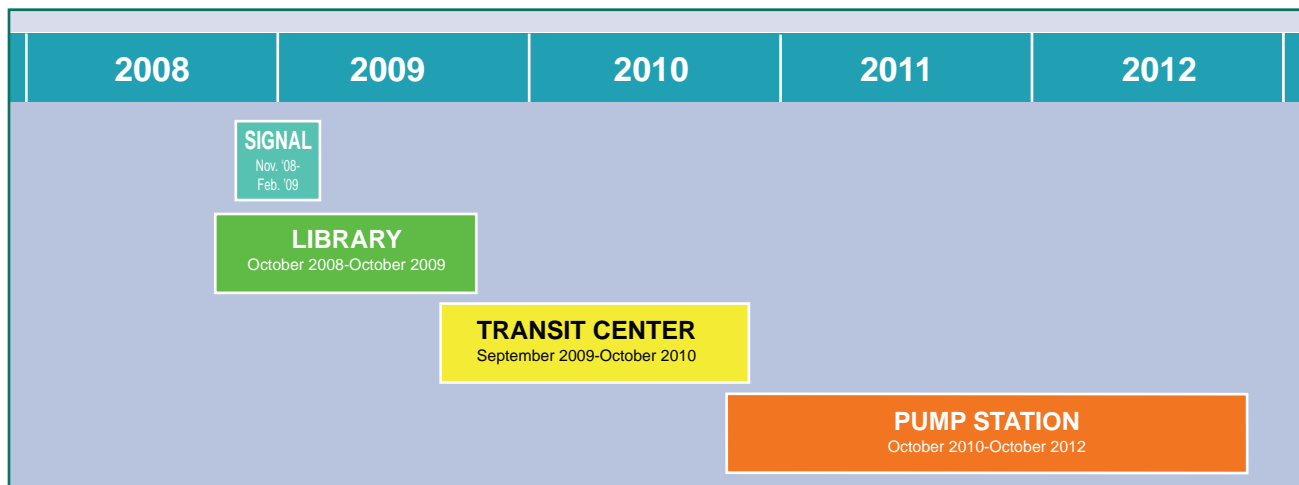 2008 2009 2010 2011 2012
SIGNAL
Nov. '08-
Feb. '09
LIBRARY
October 2008-October 2009
TRANSIT CENTER
September 2009-October 2010
PUMP STATION
October 2010-October 2012